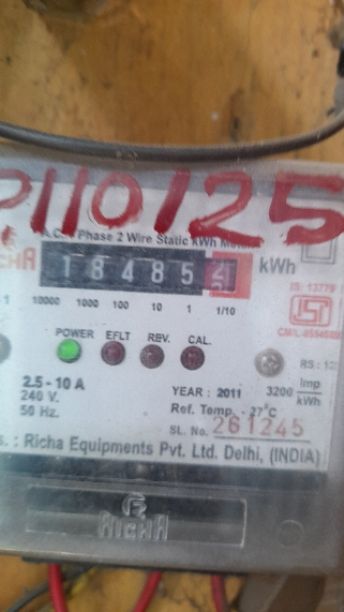 110125
1 Phase 2 Wire Static kWh
RICHA
18485 kWh
10000 1000 100 10 1 1/10
IS: 13779
ISI
POWER EFLT REV. CAL.
2.5 - 10 A
240 V.
50 Hz.
YEAR : 2011 3200 Imp/kWh
Ref. Temp. - 27°C
SL. No. 261245
s. : Richa Equipments Pvt. Ltd. Delhi, (INDIA)
RICHA